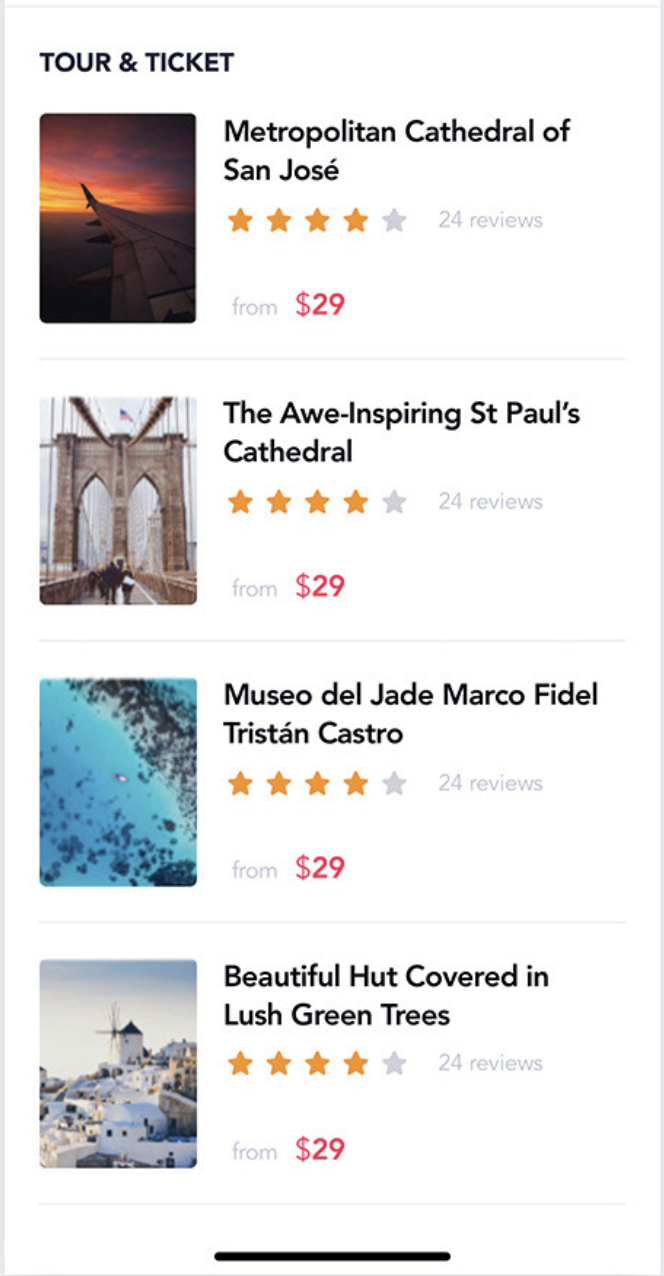 TOUR & TICKET
Metropolitan Cathedral of
San José
24 reviews
from $29
The Awe-Inspiring St Paul's
Cathedral
24 reviews
from $29
Museo del Jade Marco Fidel
Tristán Castro
24 reviews
from $29
Beautiful Hut Covered in
Lush Green Trees
24 reviews
from $29